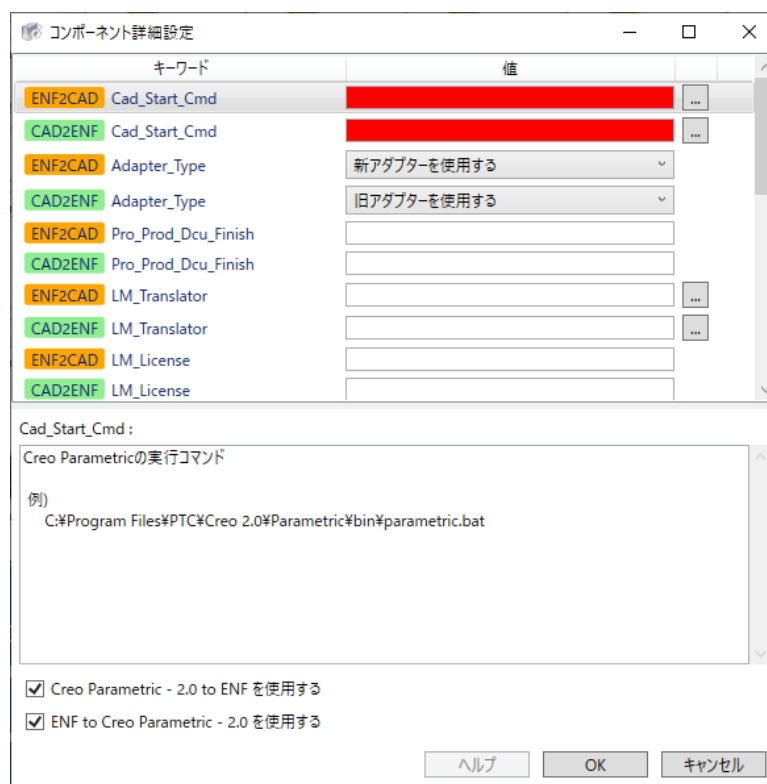 コンポーネント詳細設定
キーワード 値
ENF2CAD Cad_Start_Cmd ...
CAD2ENF Cad_Start_Cmd ...
ENF2CAD Adapter_Type 新アダプターを使用する
CAD2ENF Adapter_Type 旧アダプターを使用する
ENF2CAD Pro_Prod_Dcu_Finish
CAD2ENF Pro_Prod_Dcu_Finish
ENF2CAD LM_Translator ...
CAD2ENF LM_Translator ...
ENF2CAD LM_License
CAD2ENF LM_License
Cad_Start_Cmd :
Creo Parametricの実行コマンド
例)
C:¥Program Files¥PTC¥Creo 2.0¥Parametric¥bin¥parametric.bat
Creo Parametric - 2.0 to ENF を使用する
ENF to Creo Parametric - 2.0 を使用する
ヘルプ OK キャンセル